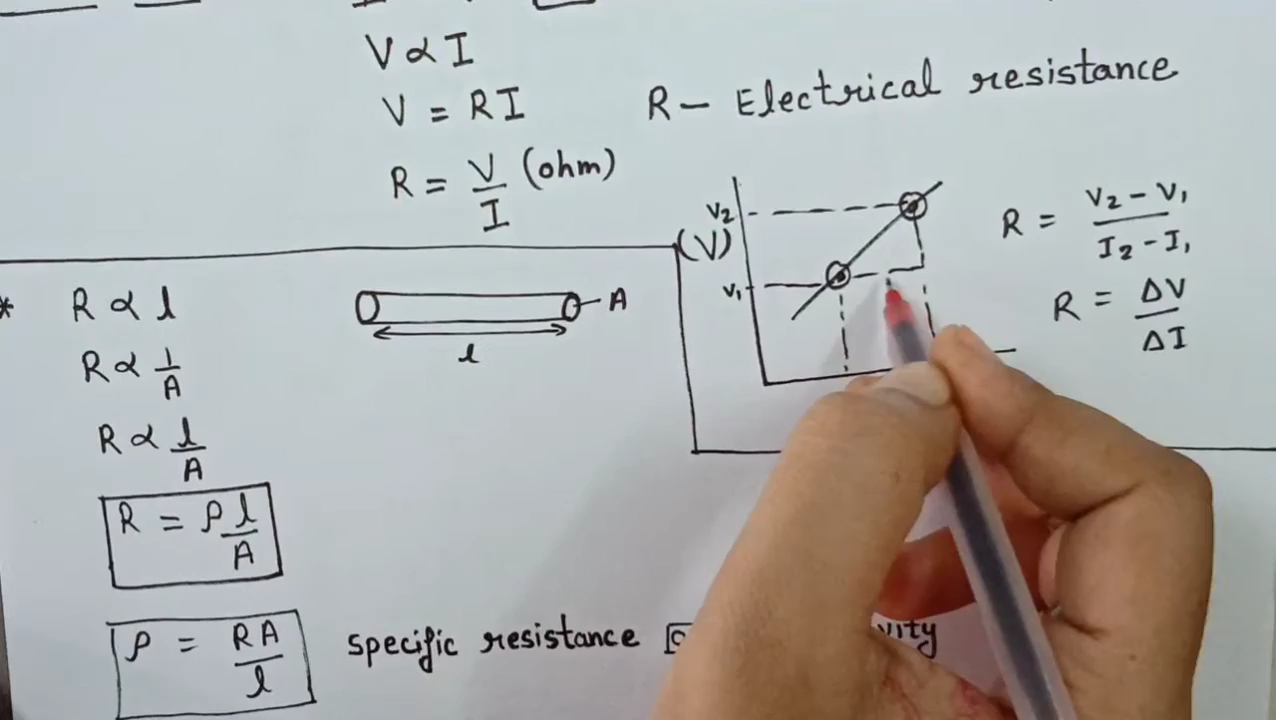 V ∝ I
V = RI
R = V/I (ohm)
R – Electrical resistance
V₂
(V)
V₁
R = V₂ – V₁ / I₂ – I₁
R = ΔV / ΔI
* R ∝ l
R ∝ 1/A
R ∝ l/A
R = ρ l/A
ρ = RA/l
A
l
specific resistance